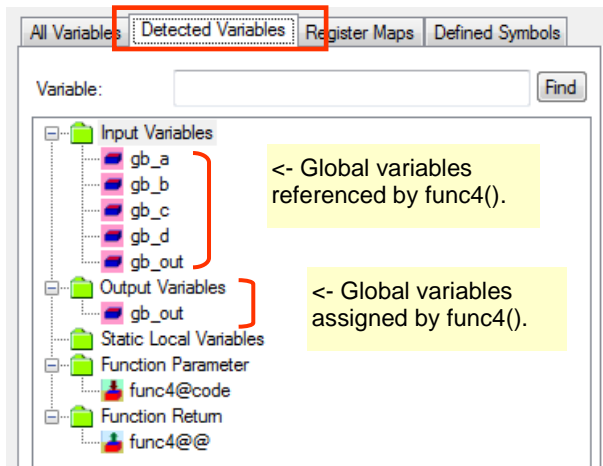 All Variables Detected Variables Register Maps Defined Symbols
Variable: Find
Input Variables
gb_a
gb_b
gb_c
gb_d
gb_out
<- Global variables
referenced by func4().
Output Variables
gb_out
<- Global variables
assigned by func4().
Static Local Variables
Function Parameter
func4@code
Function Return
func4@@